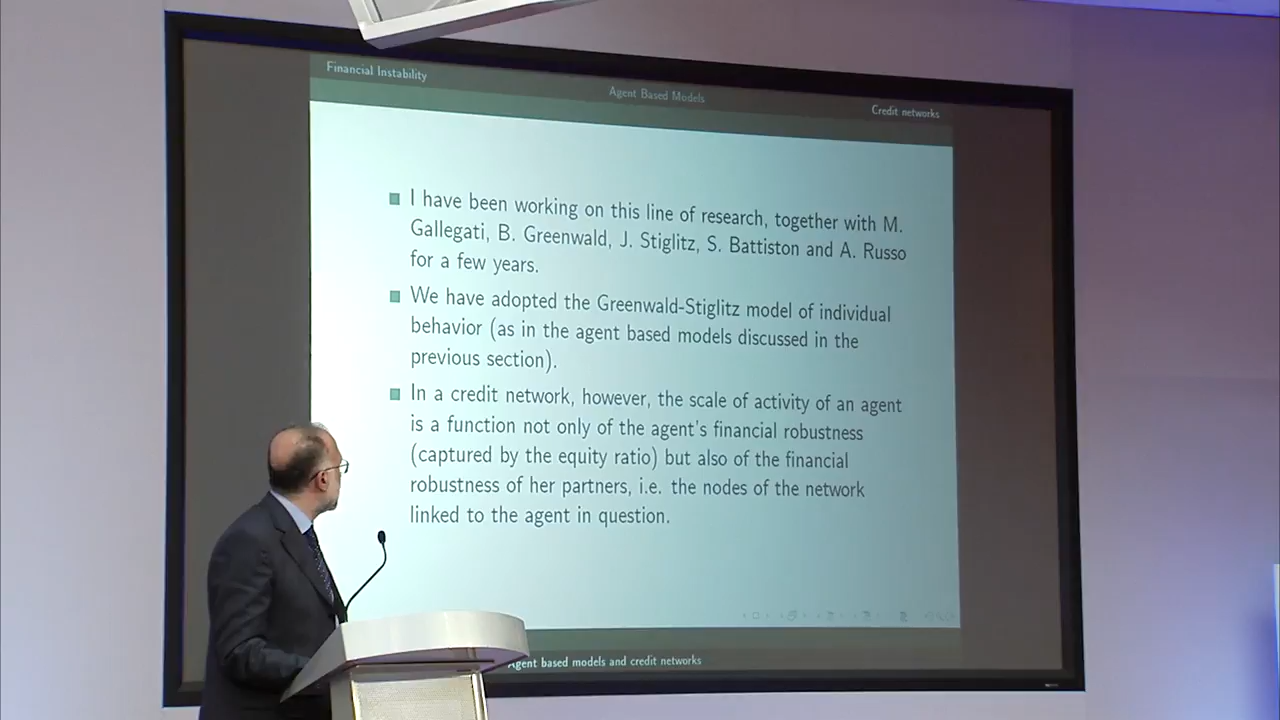 Financial Instability
Agent Based Models
Credit networks
I have been working on this line of research, together with M.
Gallegati, B. Greenwald, J. Stiglitz, S. Battiston and A. Russo
for a few years.
We have adopted the Greenwald-Stiglitz model of individual
behavior (as in the agent based models discussed in the
previous section).
In a credit network, however, the scale of activity of an agent
is a function not only of the agent's financial robustness
(captured by the equity ratio) but also of the financial
robustness of her partners, i.e. the nodes of the network
linked to the agent in question.
Agent based models and credit networks